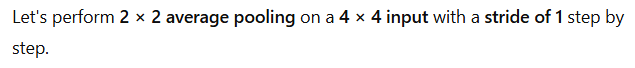 Let's perform 2 × 2 average pooling on a 4 × 4 input with a stride of 1 step by
step.